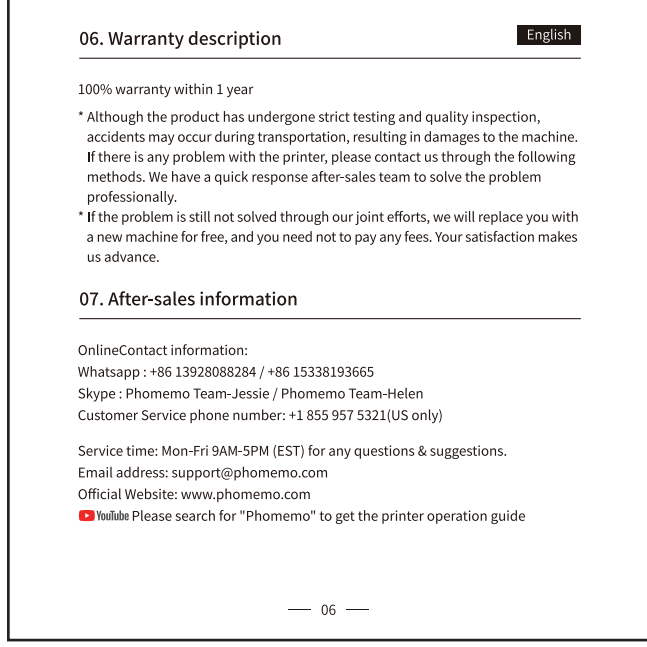 06. Warranty description
English
100% warranty within 1 year
* Although the product has undergone strict testing and quality inspection,
accidents may occur during transportation, resulting in damages to the machine.
If there is any problem with the printer, please contact us through the following
methods. We have a quick response after-sales team to solve the problem
professionally.
* If the problem is still not solved through our joint efforts, we will replace you with
a new machine for free, and you need not to pay any fees. Your satisfaction makes
us advance.
07. After-sales information
OnlineContact information:
Whatsapp : +86 13928088284 / +86 15338193665
Skype : Phomemo Team-Jessie / Phomemo Team-Helen
Customer Service phone number: +1 855 957 5321(US only)
Service time: Mon-Fri 9AM-5PM (EST) for any questions & suggestions.
Email address: support@phomemo.com
Official Website: www.phomemo.com
YouTube Please search for "Phomemo" to get the printer operation guide
06